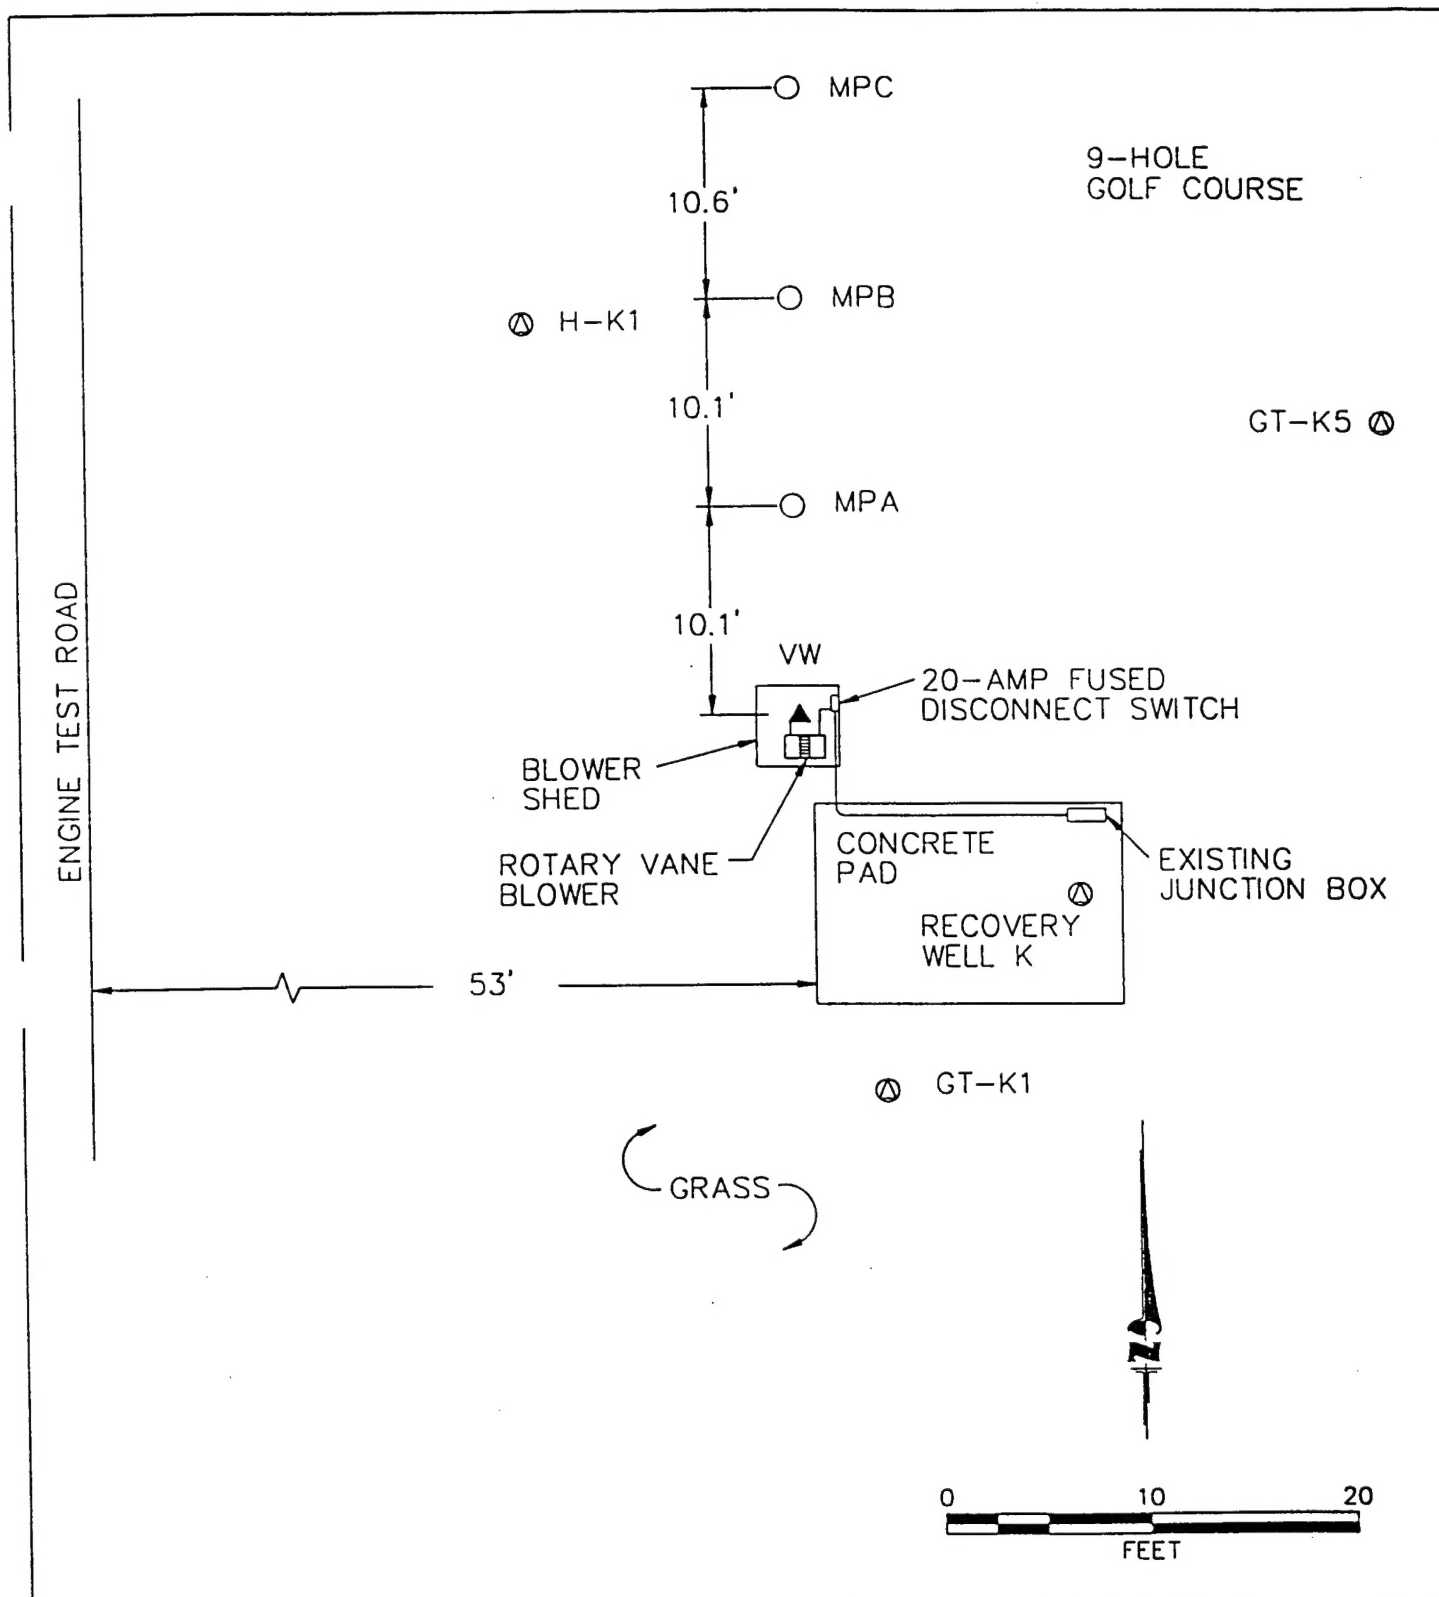 MPC
9-HOLE
GOLF COURSE
10.6'
MPB
H-K1
10.1'
GT-K5
MPA
ENGINE TEST ROAD
10.1'
VW
20-AMP FUSED
DISCONNECT SWITCH
BLOWER
SHED
ROTARY VANE
BLOWER
CONCRETE
PAD
EXISTING
JUNCTION BOX
RECOVERY
WELL K
53'
GT-K1
GRASS
N
0 10 20
FEET